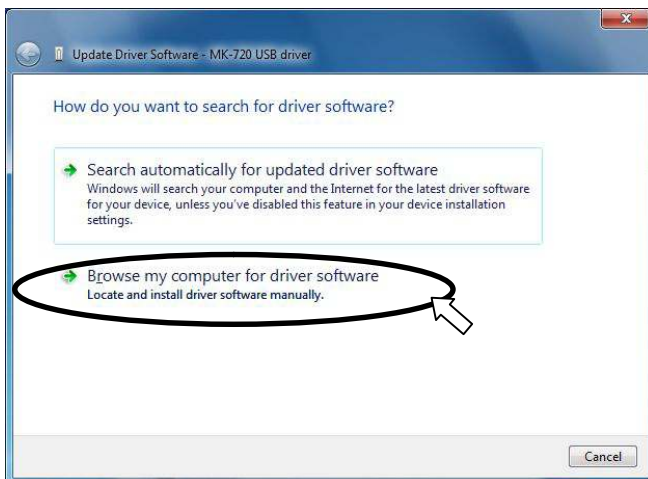 X
Update Driver Software - MK-720 USB driver
How do you want to search for driver software?
Search automatically for updated driver software
Windows will search your computer and the Internet for the latest driver software
for your device, unless you've disabled this feature in your device installation
settings.
Browse my computer for driver software
Locate and install driver software manually.
Cancel